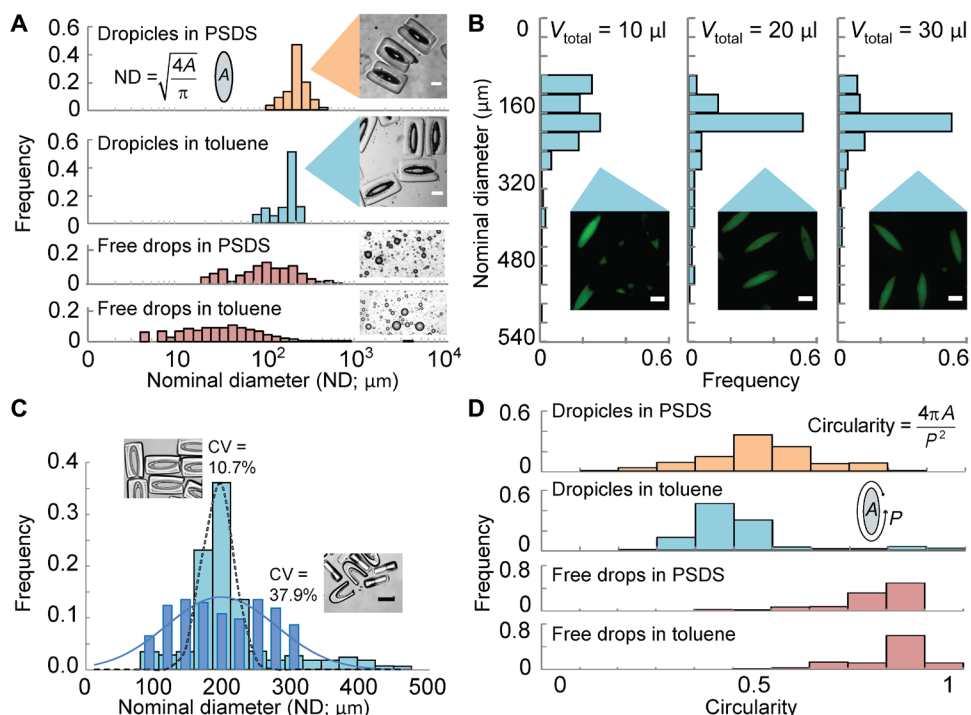 A
Dropicles in PSDS
ND = √(4A/π)
A
0.6
0.4
0.2
0
Dropicles in toluene
0.6
0.4
0.2
0
Free drops in PSDS
0.2
0
Free drops in toluene
0.2
0
Frequency
0 10 10² 10³ 10⁴
Nominal diameter (ND; μm)
B
V total = 10 μl
V total = 20 μl
V total = 30 μl
0
160
320
480
540
Nominal diameter (μm)
0 0.6 0 0.6 0 0.6
Frequency
C
CV =
10.7%
CV =
37.9%
0.4
0.3
0.2
0.1
0.0
Frequency
0 100 200 300 400 500
Nominal diameter (ND; μm)
D
Dropicles in PSDS
Circularity = 4πA/P²
0.6
0
Dropicles in toluene
A
P
0.6
0
Free drops in PSDS
0.8
0
Free drops in toluene
0.8
0
Frequency
0 0.5 1
Circularity